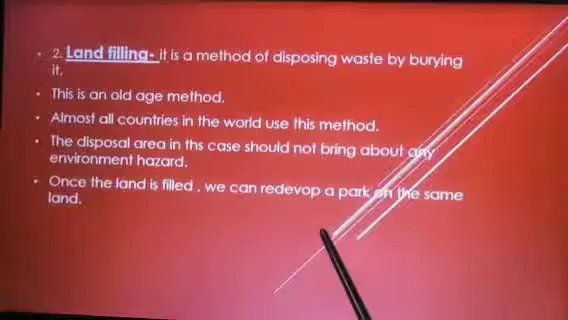 • 2. Land filling- it is a method of disposing waste by burying
it.
• This is an old age method.
• Almost all countries in the world use this method.
• The disposal area in ths case should not bring about any
environment hazard.
• Once the land is filled , we can redevop a park on the same
land.